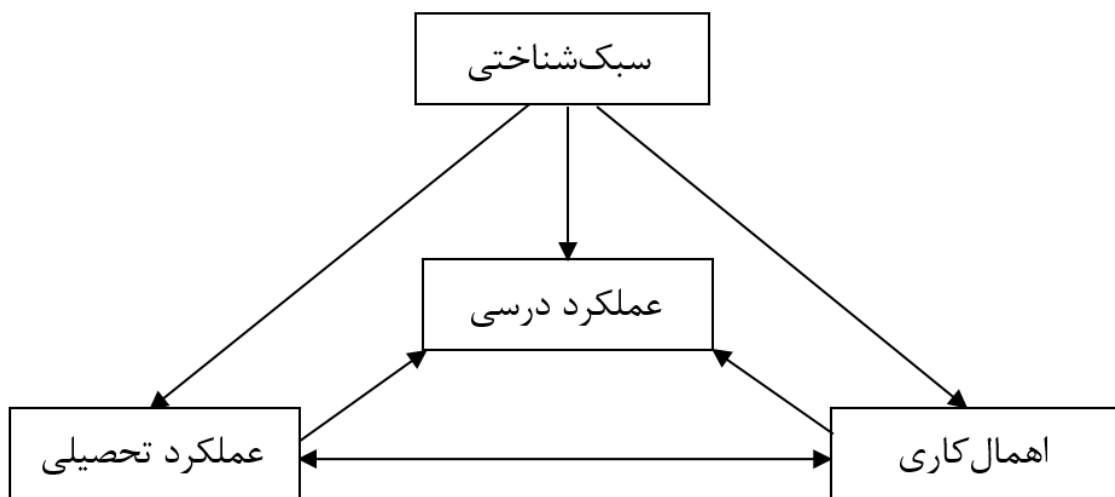 سبک‌شناختی
عملکرد درسی
عملکرد تحصیلی
اهمال‌کاری